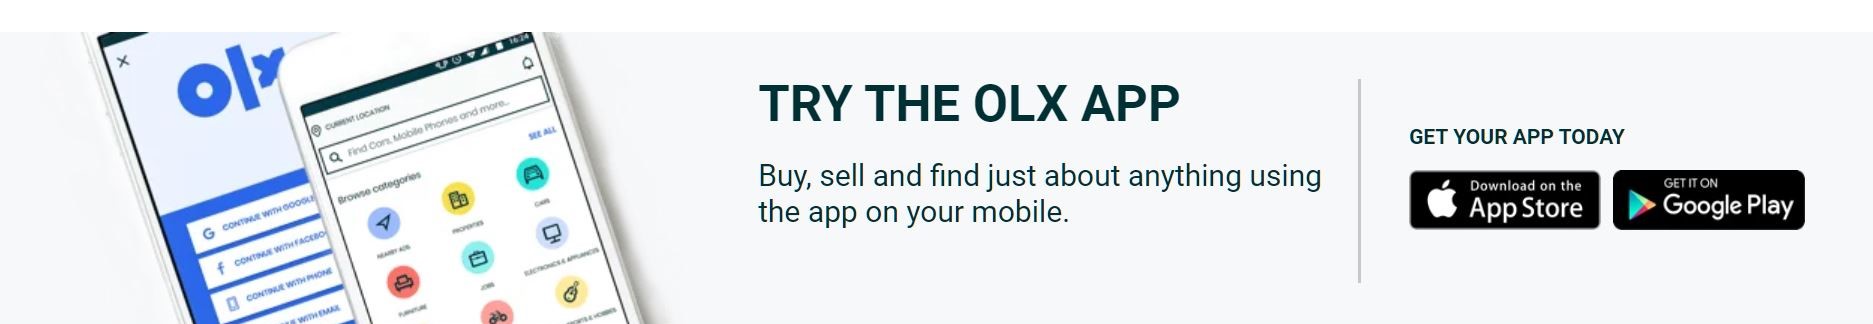 olx
CONTINUE WITH GOOGLE
CONTINUE WITH
CONTINUE WITH PHONE
WITH EMAIL
16:24
CURRENT LOCATION
Find Cars, Mobile Phones and more...
SEE ALL
Browse categories
NEARBY ADS
PROPERTIES
CARS
FURNITURE
JOBS
ELECTRONICS & APPLIANCES
& HOBBIES
TRY THE OLX APP
Buy, sell and find just about anything using
the app on your mobile.
GET YOUR APP TODAY
Download on the
App Store
GET IT ON
Google Play